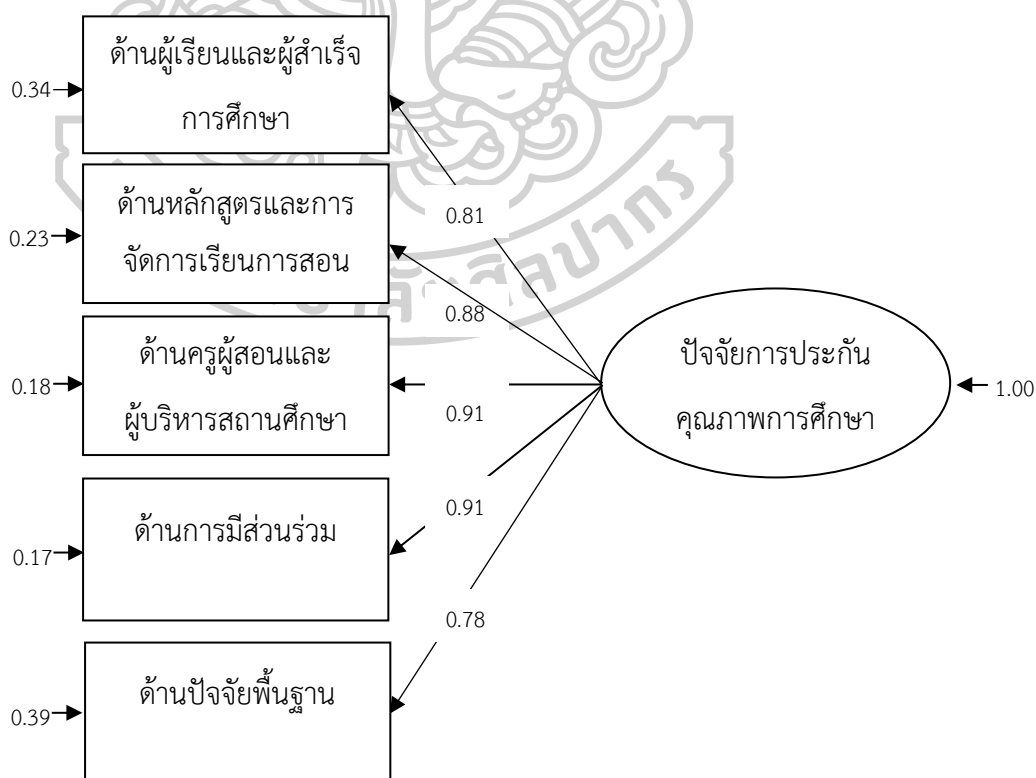 ด้านผู้เรียนและผู้สำเร็จ
0.34
การศึกษา
ด้านหลักสูตรและการ
0.81
0.23
จัดการเรียนการสอน
0.88
ด้านครูผู้สอนและ
ปัจจัยการประกัน
0.18
1.00
ผู้บริหารสถานศึกษา
0.91
คุณภาพการศึกษา
0.91
ด้านการมีส่วนร่วม
0.17
0.78
ด้านปัจจัยพื้นฐาน
0.39